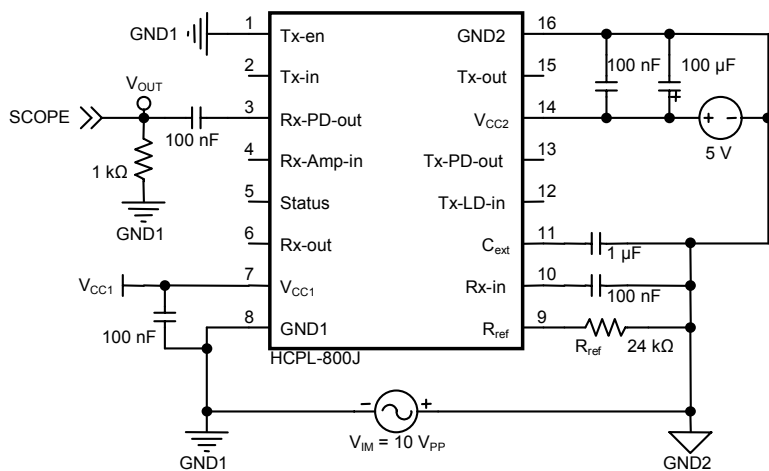 GND1
1
Tx-en
GND2
16
100 nF
100 µF
2
Tx-in
Tx-out
15
VOUT
SCOPE
100 nF
3
Rx-PD-out
VCC2
14
+
+ -
5 V
1 kΩ
GND1
4
Rx-Amp-in
Tx-PD-out
13
5
Status
Tx-LD-in
12
6
Rx-out
Cext
11
1 µF
VCC1
7
VCC1
Rx-in
10
100 nF
100 nF
8
GND1
Rref
9
Rref
24 kΩ
HCPL-800J
- +
VIM = 10 VPP
GND1
GND2